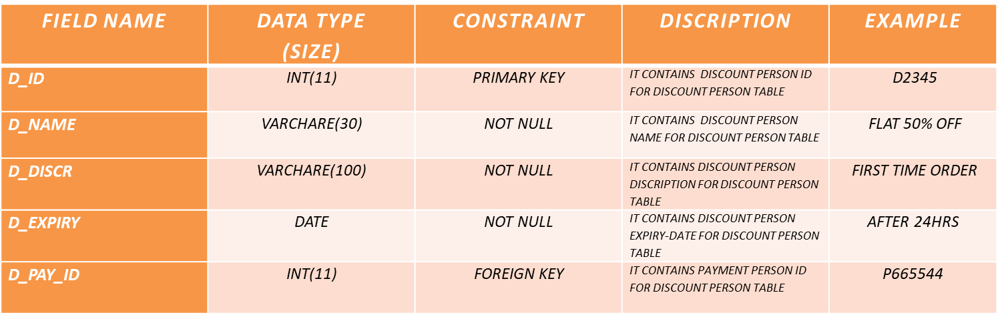 FIELD NAME DATA TYPE CONSTRAINT DISCRIPTION EXAMPLE
(SIZE)
D_ID INT(11) PRIMARY KEY IT CONTAINS DISCOUNT PERSON ID D2345
FOR DISCOUNT PERSON TABLE
D_NAME VARCHARE(30) NOT NULL IT CONTAINS DISCOUNT PERSON FLAT 50% OFF
NAME FOR DISCOUNT PERSON TABLE
D_DISCR VARCHARE(100) NOT NULL IT CONTAINS DISCOUNT PERSON FIRST TIME ORDER
DISCRIPTION FOR DISCOUNT PERSON
TABLE
D_EXPIRY DATE NOT NULL IT CONTAINS DISCOUNT PERSON AFTER 24HRS
EXPIRY-DATE FOR DISCOUNT PERSON
TABLE
D_PAY_ID INT(11) FOREIGN KEY IT CONTAINS PAYMENT PERSON ID P665544
FOR DISCOUNT PERSON TABLE